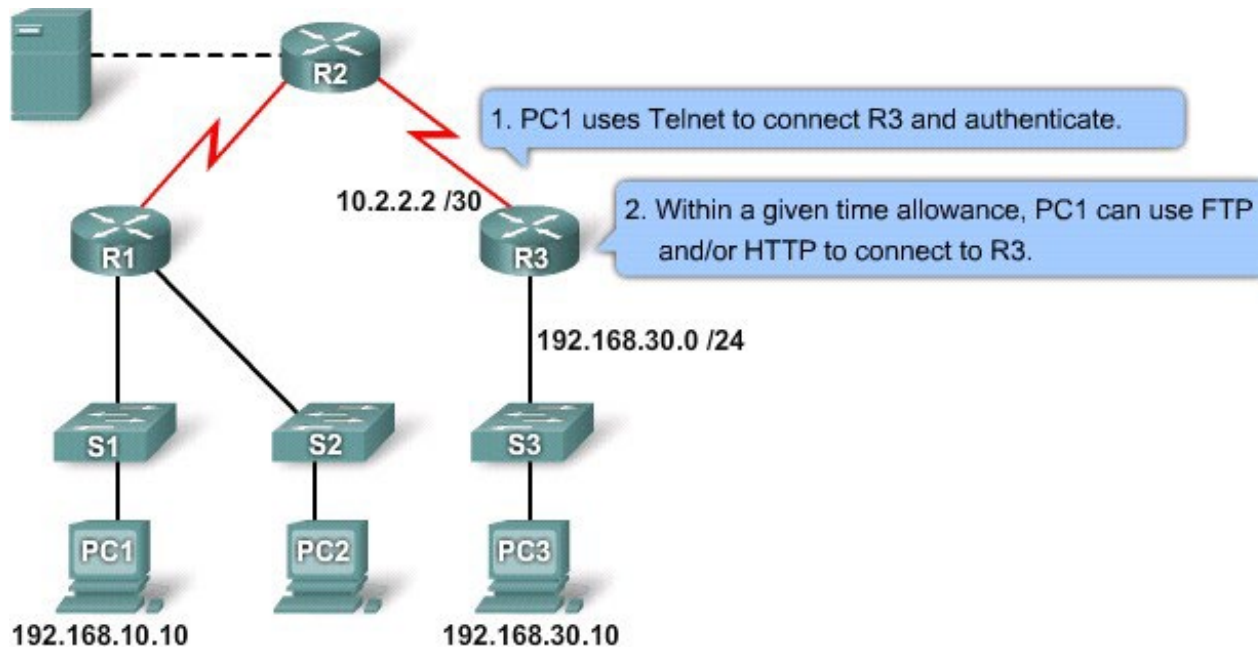 R2
1. PC1 uses Telnet to connect R3 and authenticate.
10.2.2.2 /30
2. Within a given time allowance, PC1 can use FTP
and/or HTTP to connect to R3.
R1
R3
192.168.30.0 /24
S1
S2
S3
PC1
PC2
PC3
192.168.10.10
192.168.30.10